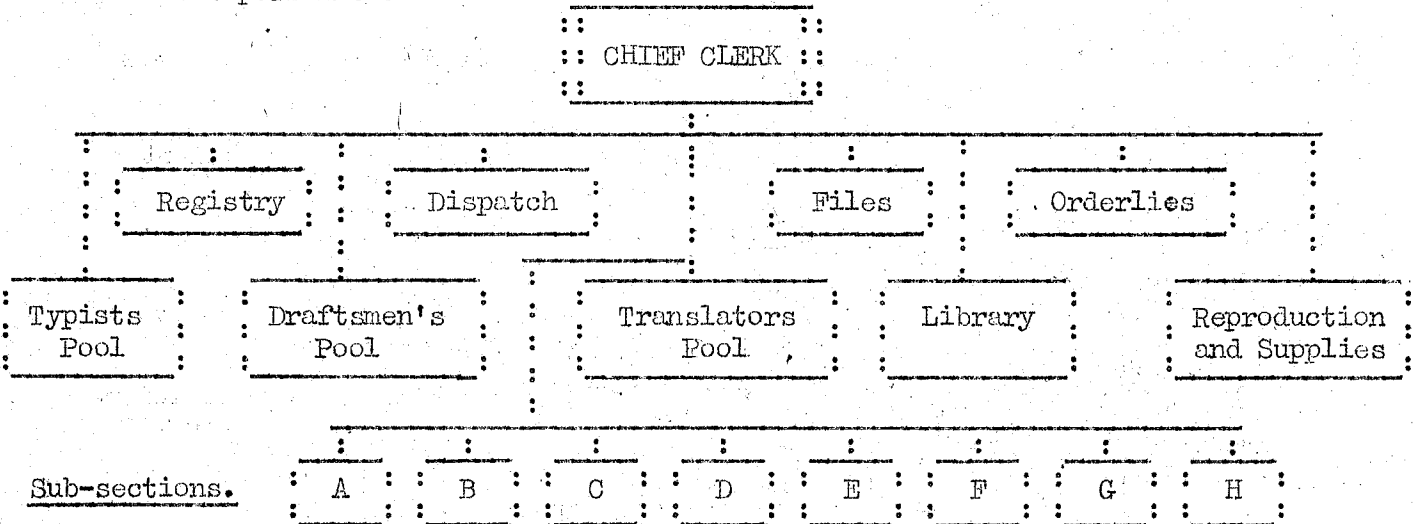 CHIEF CLERK
Registry
Dispatch
Files
Orderlies
Typists
Pool
Draftsmen's
Pool
Translators
Pool
Library
Reproduction
and Supplies
Sub-sections.
A
B
C
D
E
F
G
H